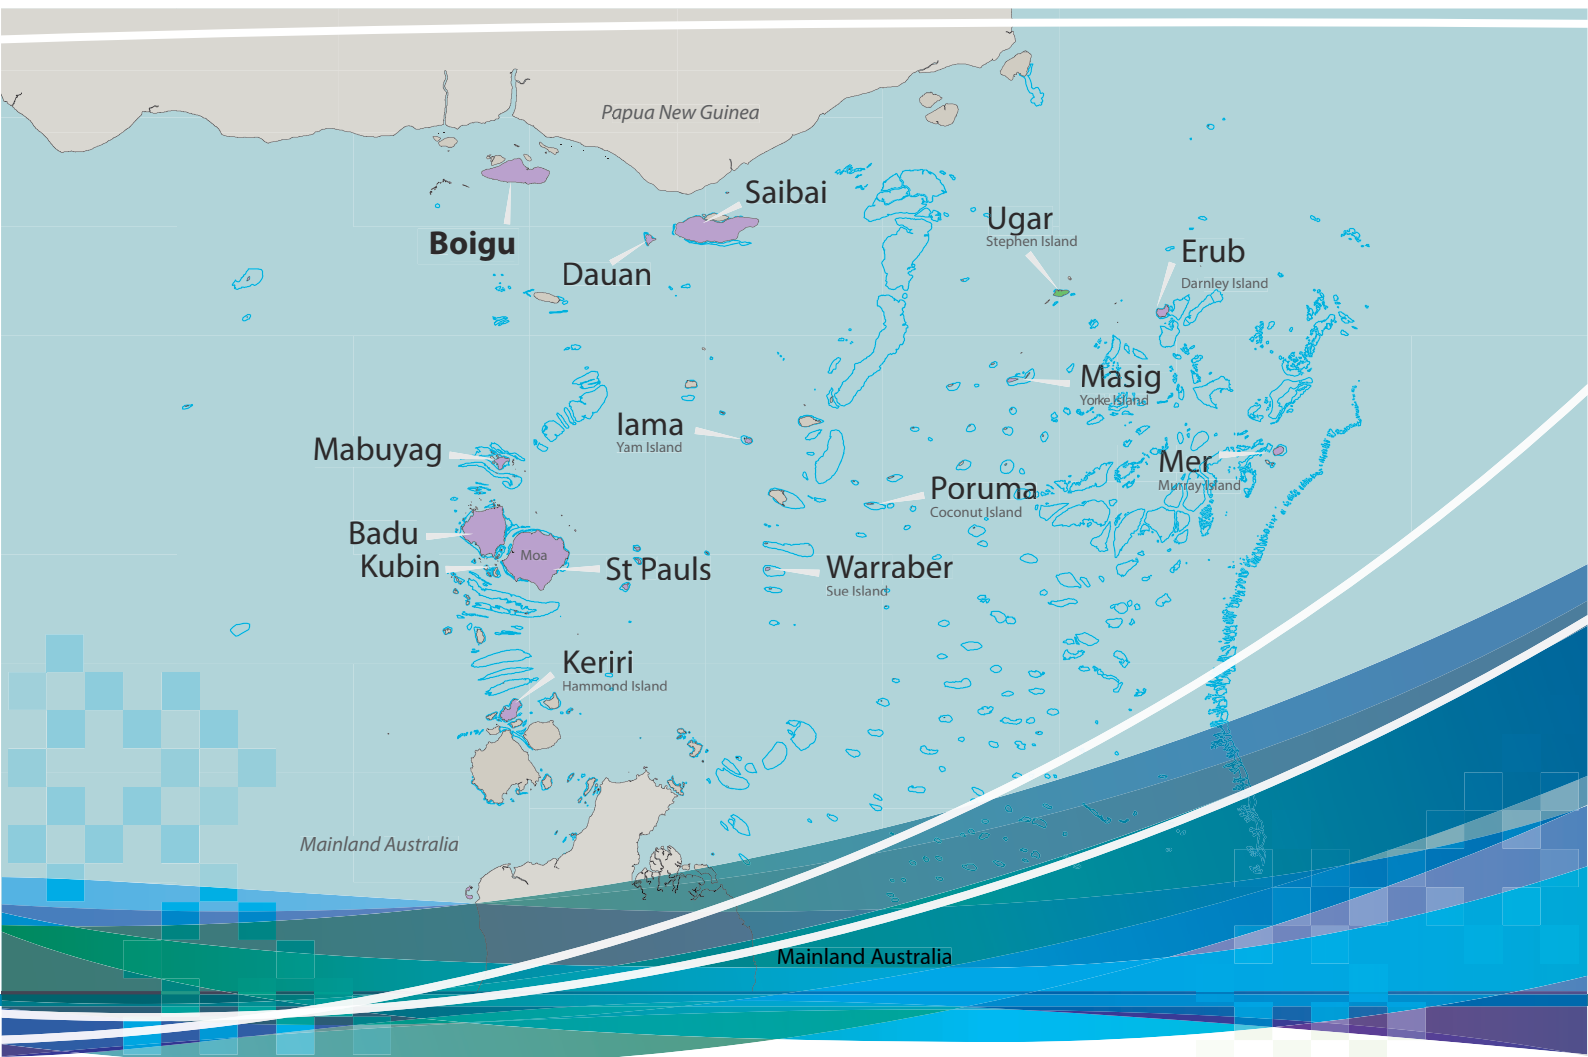 Papua New Guinea
Saibai
Boigu
Dauan
Ugar
Stephen Island
Erub
Darnley Island
Masig
Yorke Island
Iama
Yam Island
Mabuyag
Mer
Murray Island
Poruma
Coconut Island
Badu
Kubin
Moa
St Pauls
Warraber
Sue Island
Keriri
Hammond Island
Mainland Australia
Mainland Australia